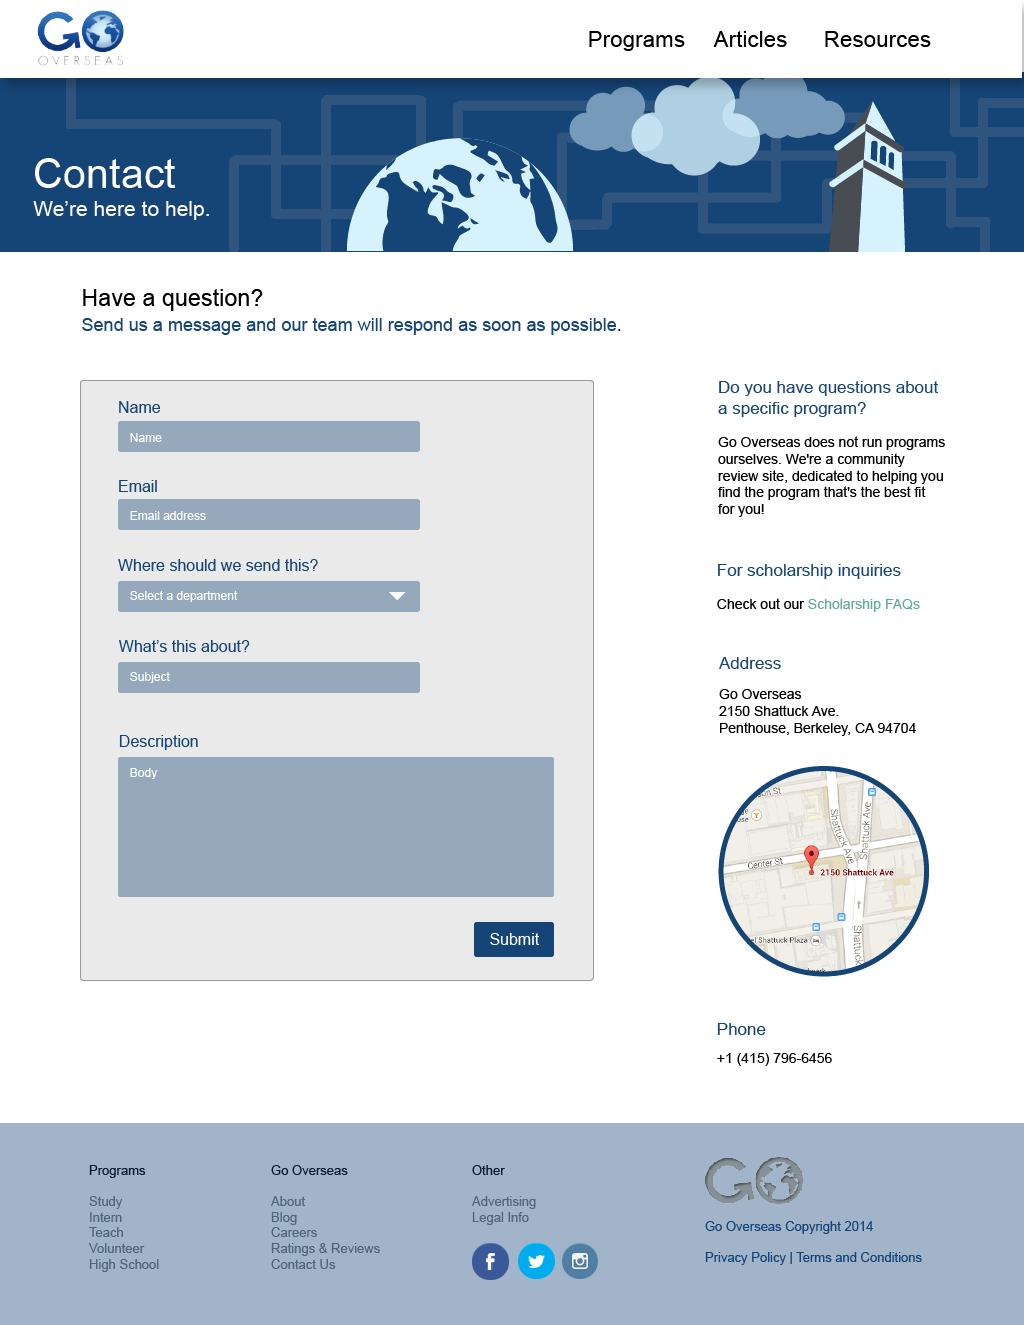 GO
OVERSEAS
Programs Articles Resources
Contact
We're here to help.
Have a question?
Send us a message and our team will respond as soon as possible.
Name
Name
Email
Email address
Where should we send this?
Select a department
What's this about?
Subject
Description
Body
Submit
Do you have questions about
a specific program?
Go Overseas does not run programs
ourselves. We're a community
review site, dedicated to helping you
find the program that's the best fit
for you!
For scholarship inquiries
Check out our Scholarship FAQs
Address
Go Overseas
2150 Shattuck Ave.
Penthouse, Berkeley, CA 94704
Shattuck Ave
Shattuck Ave
Center St
2150 Shattuck Ave
Shattuck Plaza
Shattuck
Phone
+1 (415) 796-6456
Programs
Study
Intern
Teach
Volunteer
High School
Go Overseas
About
Blog
Careers
Ratings & Reviews
Contact Us
Other
Advertising
Legal Info
GO
Go Overseas Copyright 2014
Privacy Policy | Terms and Conditions